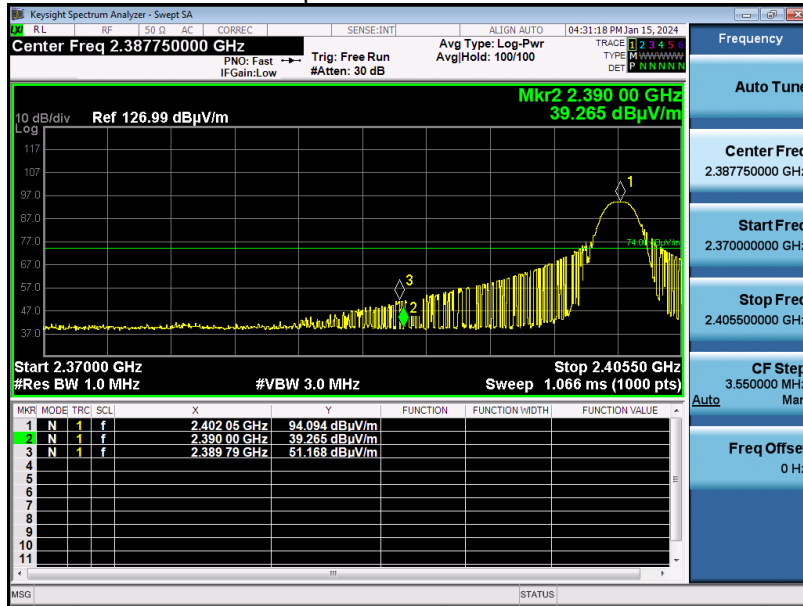 Keysight Spectrum Analyzer - Swept SA
LXI RL RF 50 Ω AC CORREC SENSE:INT ALIGN AUTO 04:31:18 PM Jan 15, 2024
Center Freq 2.387750000 GHz
PNO: Fast
IFGain:Low
Trig: Free Run
#Atten: 30 dB
Avg Type: Log-Pwr
Avg|Hold: 100/100
TRACE 1 2 3 4 5 6
TYPE M W W W W W
DET P N N N N N
Frequency
Auto Tune
Center Freq
2.387750000 GHz
Start Freq
2.370000000 GHz
Stop Freq
2.405500000 GHz
CF Step
3.550000 MHz
Auto Man
Freq Offset
0 Hz
Mkr2 2.390 00 GHz
39.265 dBµV/m
10 dB/div Ref 126.99 dBµV/m
Log
117
107
97.0
87.0
77.0
67.0
57.0
47.0
37.0
1
3
2
Start 2.37000 GHz Stop 2.40550 GHz
#Res BW 1.0 MHz #VBW 3.0 MHz Sweep 1.066 ms (1000 pts)
MKR MODE TRC SCL X Y FUNCTION FUNCTION WIDTH FUNCTION VALUE
1 N 1 f 2.402 05 GHz 94.094 dBµV/m
2 N 1 f 2.390 00 GHz 39.265 dBµV/m
3 N 1 f 2.389 79 GHz 51.168 dBµV/m
4
5
6
7
8
9
10
11
MSG STATUS